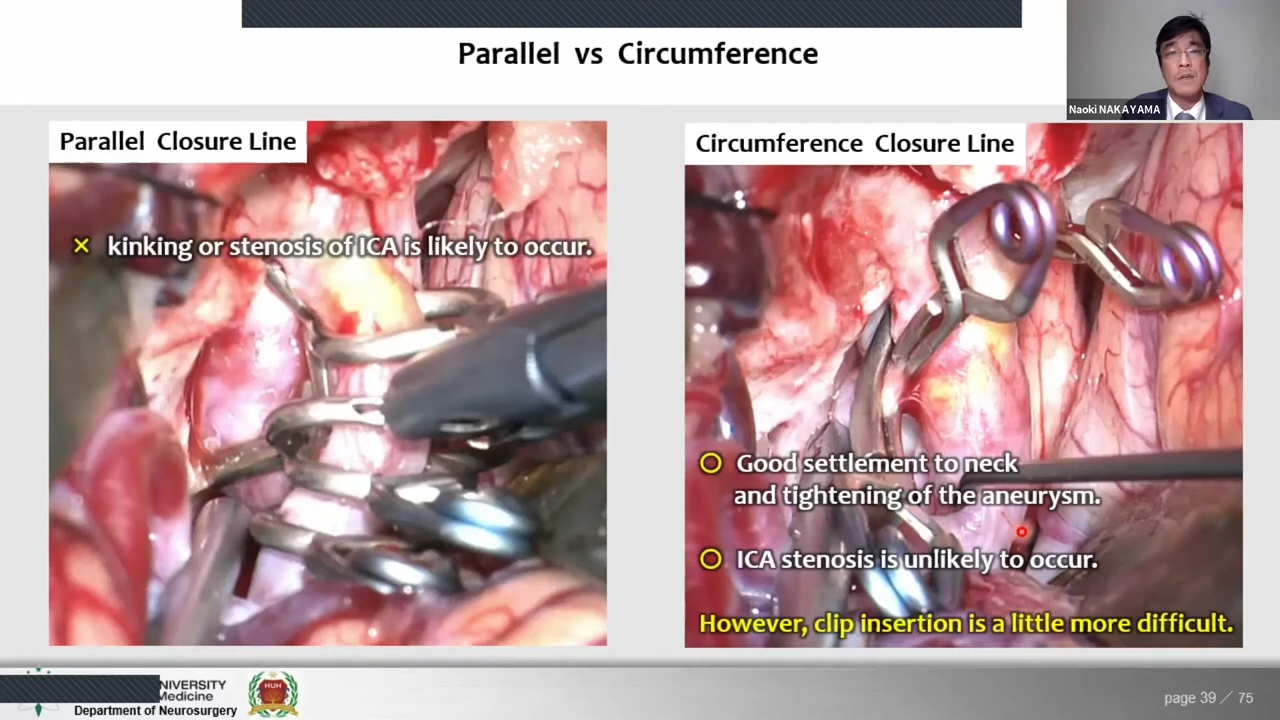 Parallel vs Circumference
Naoki NAKAYAMA
Parallel Closure Line
× kinking or stenosis of ICA is likely to occur.
Circumference Closure Line
Good settlement to neck
and tightening of the aneurysm.
ICA stenosis is unlikely to occur.
However, clip insertion is a little more difficult.
NIVERSITY
Medicine
Department of Neurosurgery
HUH
page 39 / 75